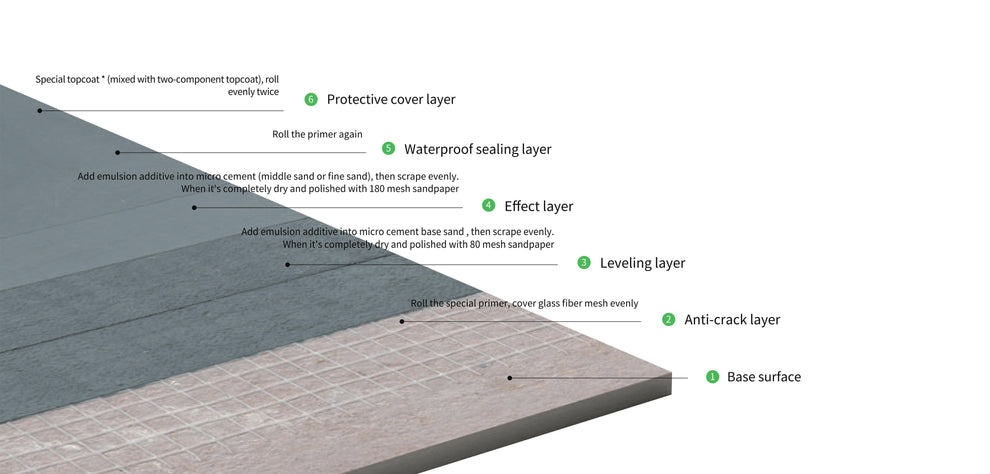 Special topcoat * (mixed with two-component topcoat), roll
evenly twice
6 Protective cover layer
Roll the primer again
5 Waterproof sealing layer
Add emulsion additive into micro cement (middle sand or fine sand), then scrape evenly.
When it's completely dry and polished with 180 mesh sandpaper
4 Effect layer
Add emulsion additive into micro cement base sand , then scrape evenly.
When it's completely dry and polished with 80 mesh sandpaper
3 Leveling layer
Roll the special primer, cover glass fiber mesh evenly
2 Anti-crack layer
1 Base surface